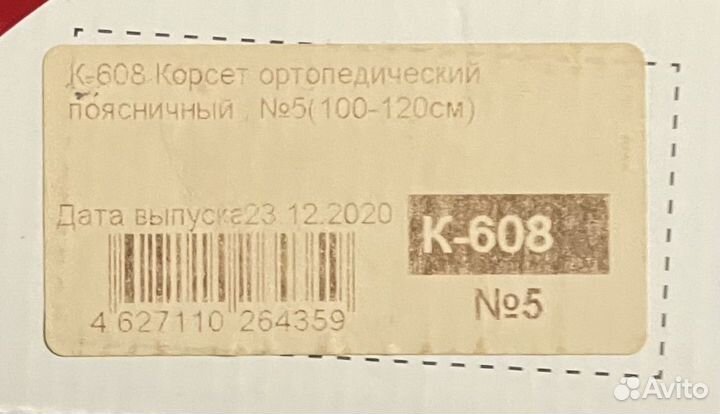 К-608 Корсет ортопедический
поясничный , №5(100-120см)
Дата выпуска23.12.2020
К-608
№5
4 627110 264359
Avito